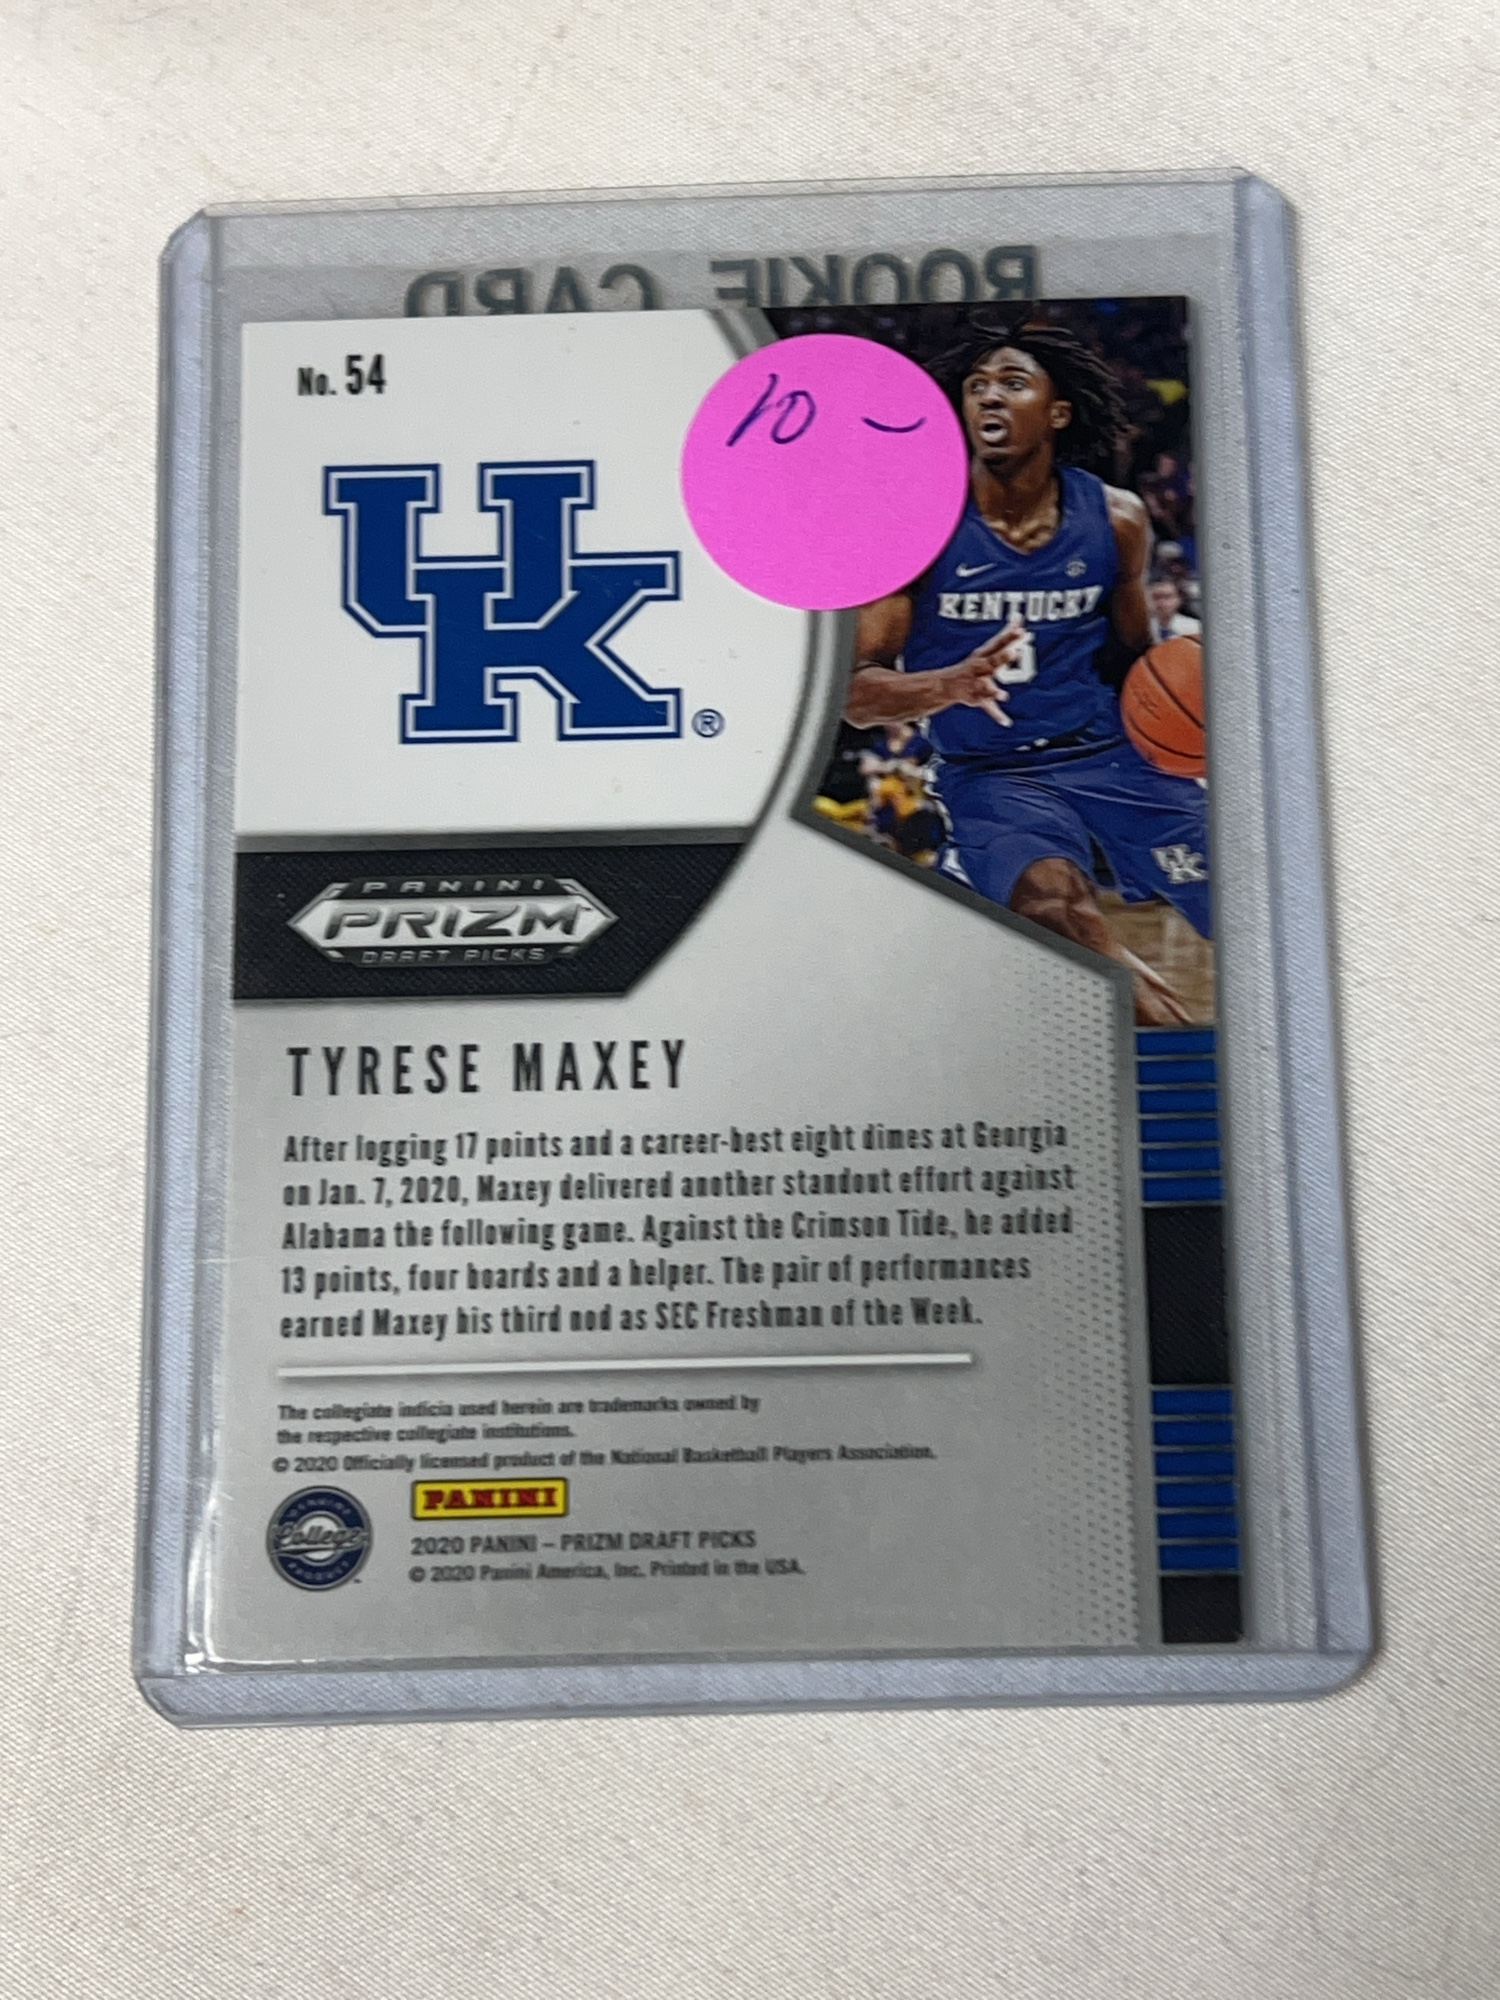 ROOKIE CARD
No. 54
10 -
UK ®
KENTUCKY
3
UK
PANINI
PRIZM
DRAFT PICKS
TYRESE MAXEY
After logging 17 points and a career-best eight dimes at Georgia
on Jan. 7, 2020, Maxey delivered another standout effort against
Alabama the following game. Against the Crimson Tide, he added
13 points, four boards and a helper. The pair of performances
earned Maxey his third nod as SEC Freshman of the Week.
The collegiate indicia used herein are trademarks owned by
the respective collegiate institutions.
© 2020 Officially licensed product of the National Basketball Players Association.
GENUINE
College
PRODUCT
PANINI
2020 PANINI – PRIZM DRAFT PICKS
© 2020 Panini America, Inc. Printed in the USA.